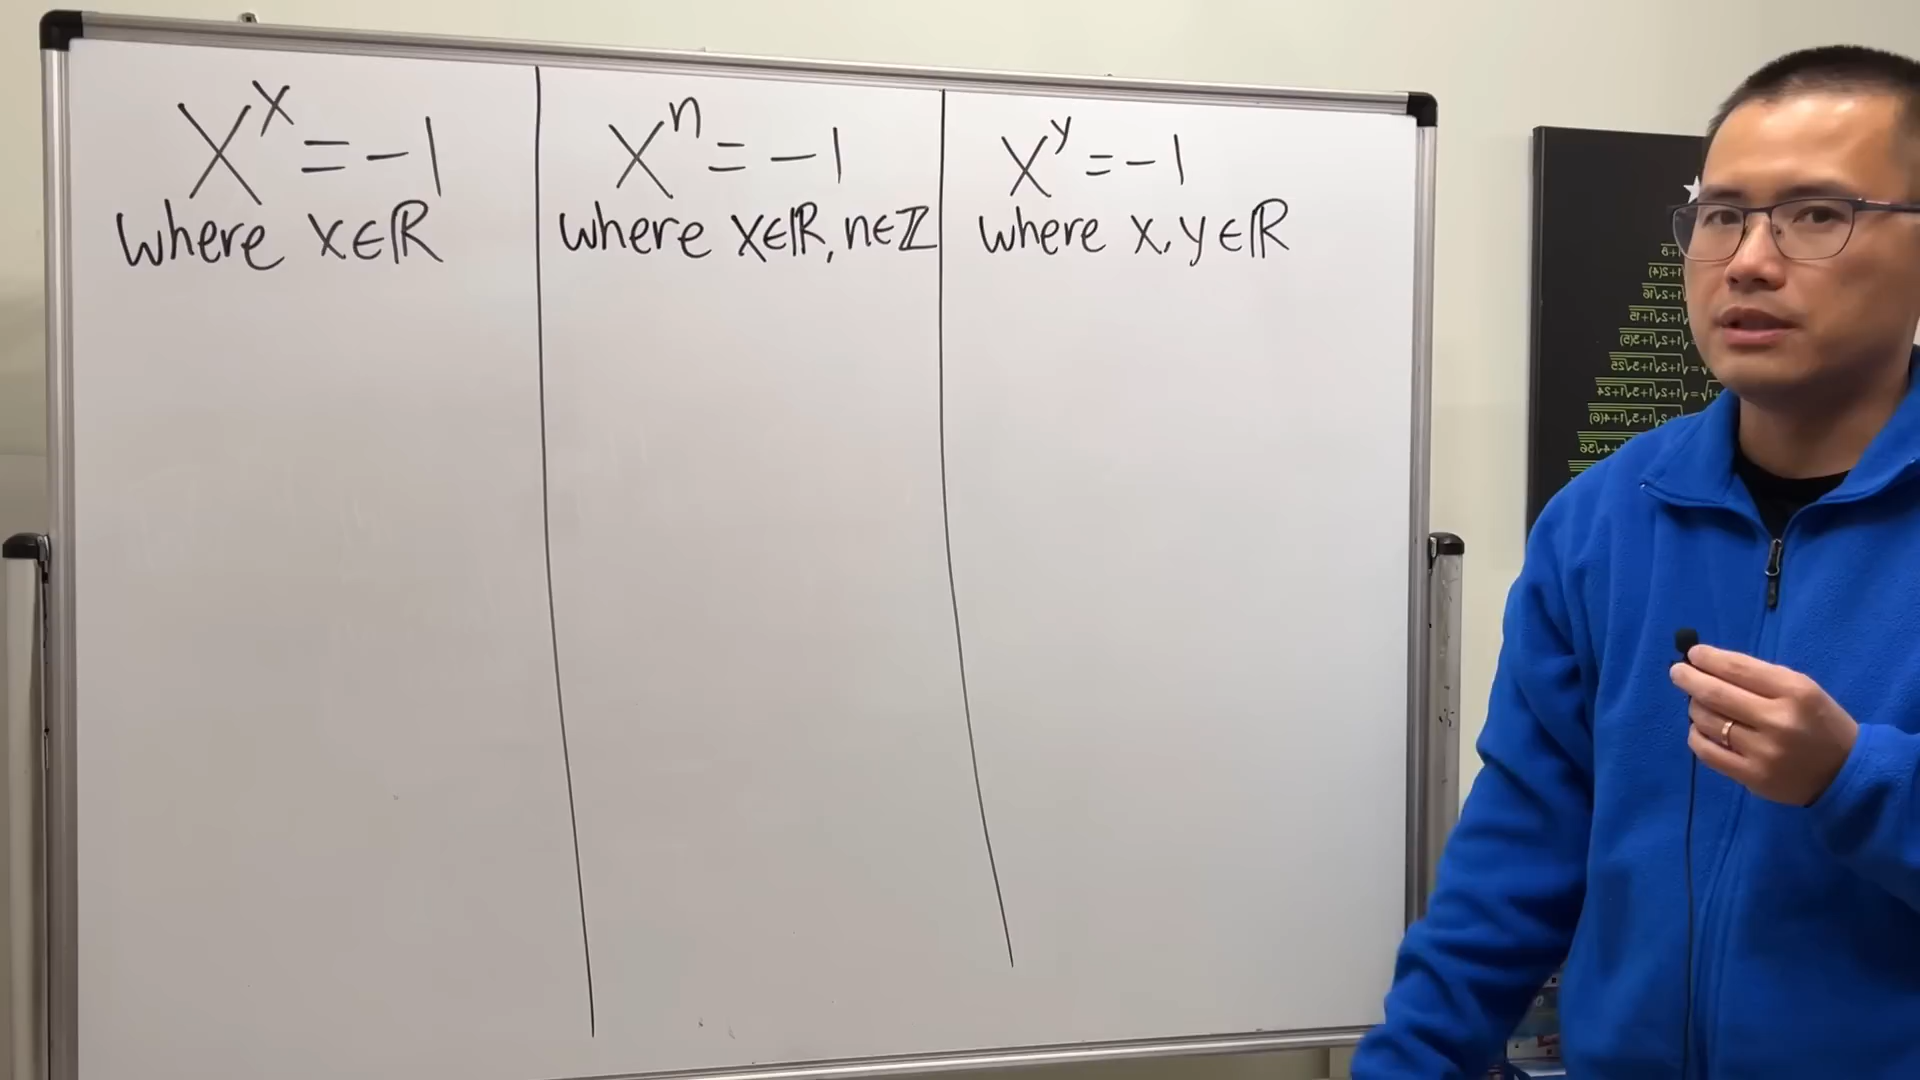 X^x = -1
where x∈ℝ
X^n = -1
where x∈ℝ, n∈ℤ
X^y = -1
where x, y∈ℝ